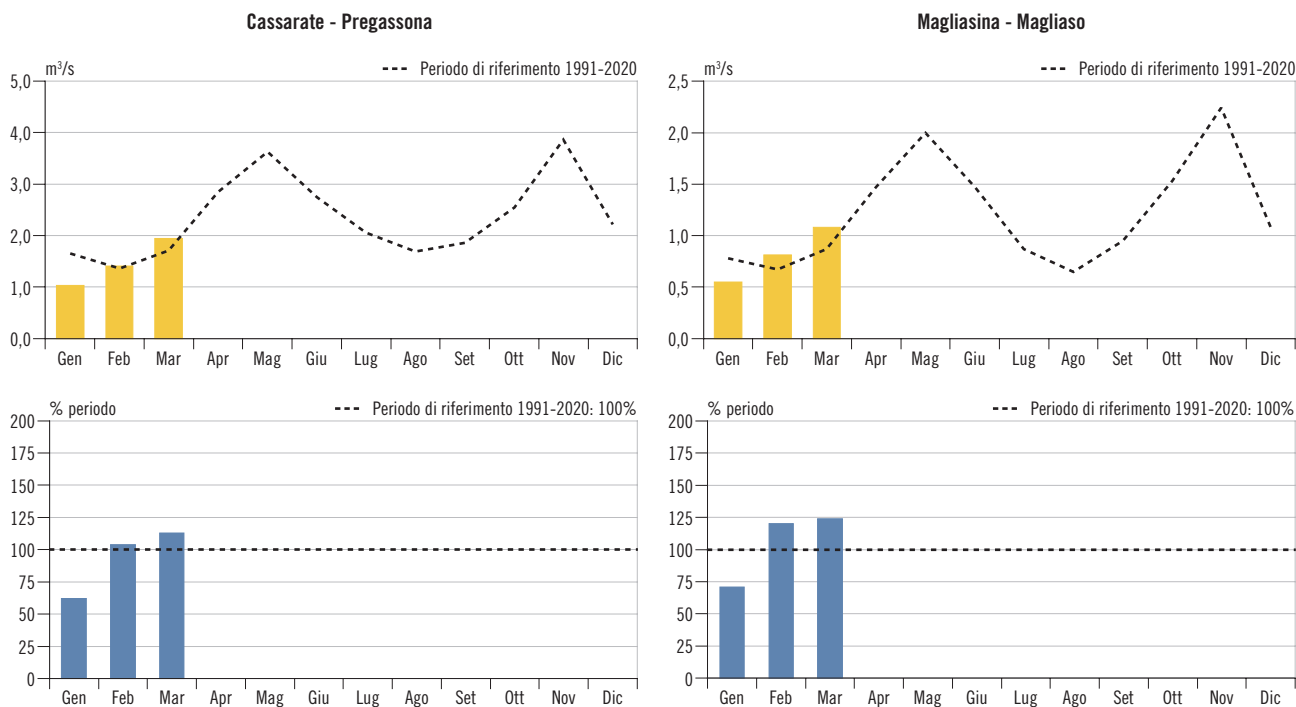 Cassarate - Pregassona
m³/s
Periodo di riferimento 1991-2020
5,0
4,0
3,0
2,0
1,0
0,0
Gen Feb Mar Apr Mag Giu Lug Ago Set Ott Nov Dic
Magliasina - Magliaso
m³/s
Periodo di riferimento 1991-2020
2,5
2,0
1,5
1,0
0,5
0,0
Gen Feb Mar Apr Mag Giu Lug Ago Set Ott Nov Dic
% periodo
Periodo di riferimento 1991-2020: 100%
200
175
150
125
100
75
50
25
0
Gen Feb Mar Apr Mag Giu Lug Ago Set Ott Nov Dic
% periodo
Periodo di riferimento 1991-2020: 100%
200
175
150
125
100
75
50
25
0
Gen Feb Mar Apr Mag Giu Lug Ago Set Ott Nov Dic